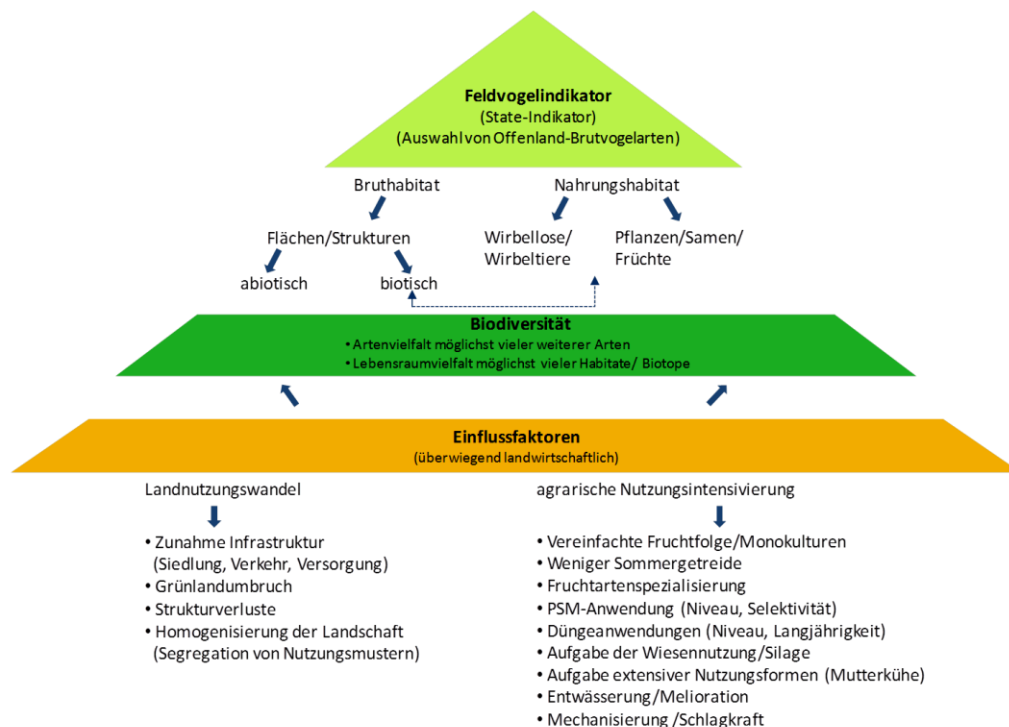 Feldvogelindikator
(State-Indikator)
(Auswahl von Offenland-Brutvogelarten)
Bruthabitat
Nahrungshabitat
Flächen/Strukturen
Wirbellose/
Wirbeltiere
Pflanzen/Samen/
Früchte
abiotisch
biotisch
Biodiversität
• Artenvielfalt möglichst vieler weiterer Arten
• Lebensraumvielfalt möglichst vieler Habitate/ Biotope
Einflussfaktoren
(überwiegend landwirtschaftlich)
Landnutzungswandel
• Zunahme Infrastruktur
(Siedlung, Verkehr, Versorgung)
• Grünlandumbruch
• Strukturverluste
• Homogenisierung der Landschaft
(Segregation von Nutzungsmustern)
agrarische Nutzungsintensivierung
• Vereinfachte Fruchtfolge/Monokulturen
• Weniger Sommergetreide
• Fruchtartenspezialisierung
• PSM-Anwendung (Niveau, Selektivität)
• Düngeanwendungen (Niveau, Langjährigkeit)
• Aufgabe der Wiesennutzung/Silage
• Aufgabe extensiver Nutzungsformen (Mutterkühe)
• Entwässerung/Melioration
• Mechanisierung/Schlagkraft